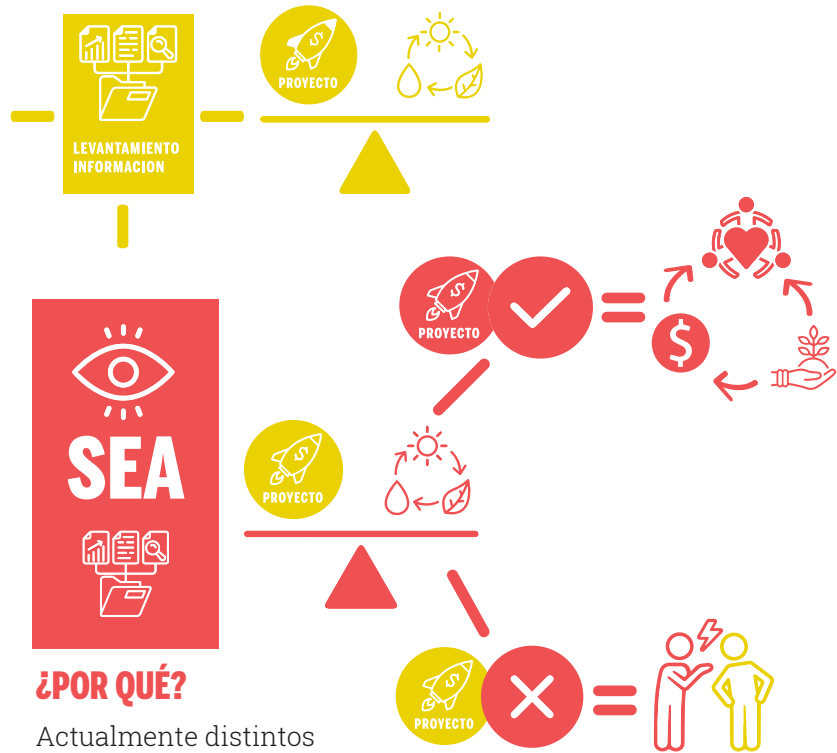 PROYECTO
LEVANTAMIENTO
INFORMACION
PROYECTO
$
SEA
PROYECTO
¿POR QUÉ?
Actualmente distintos
PROYECTO